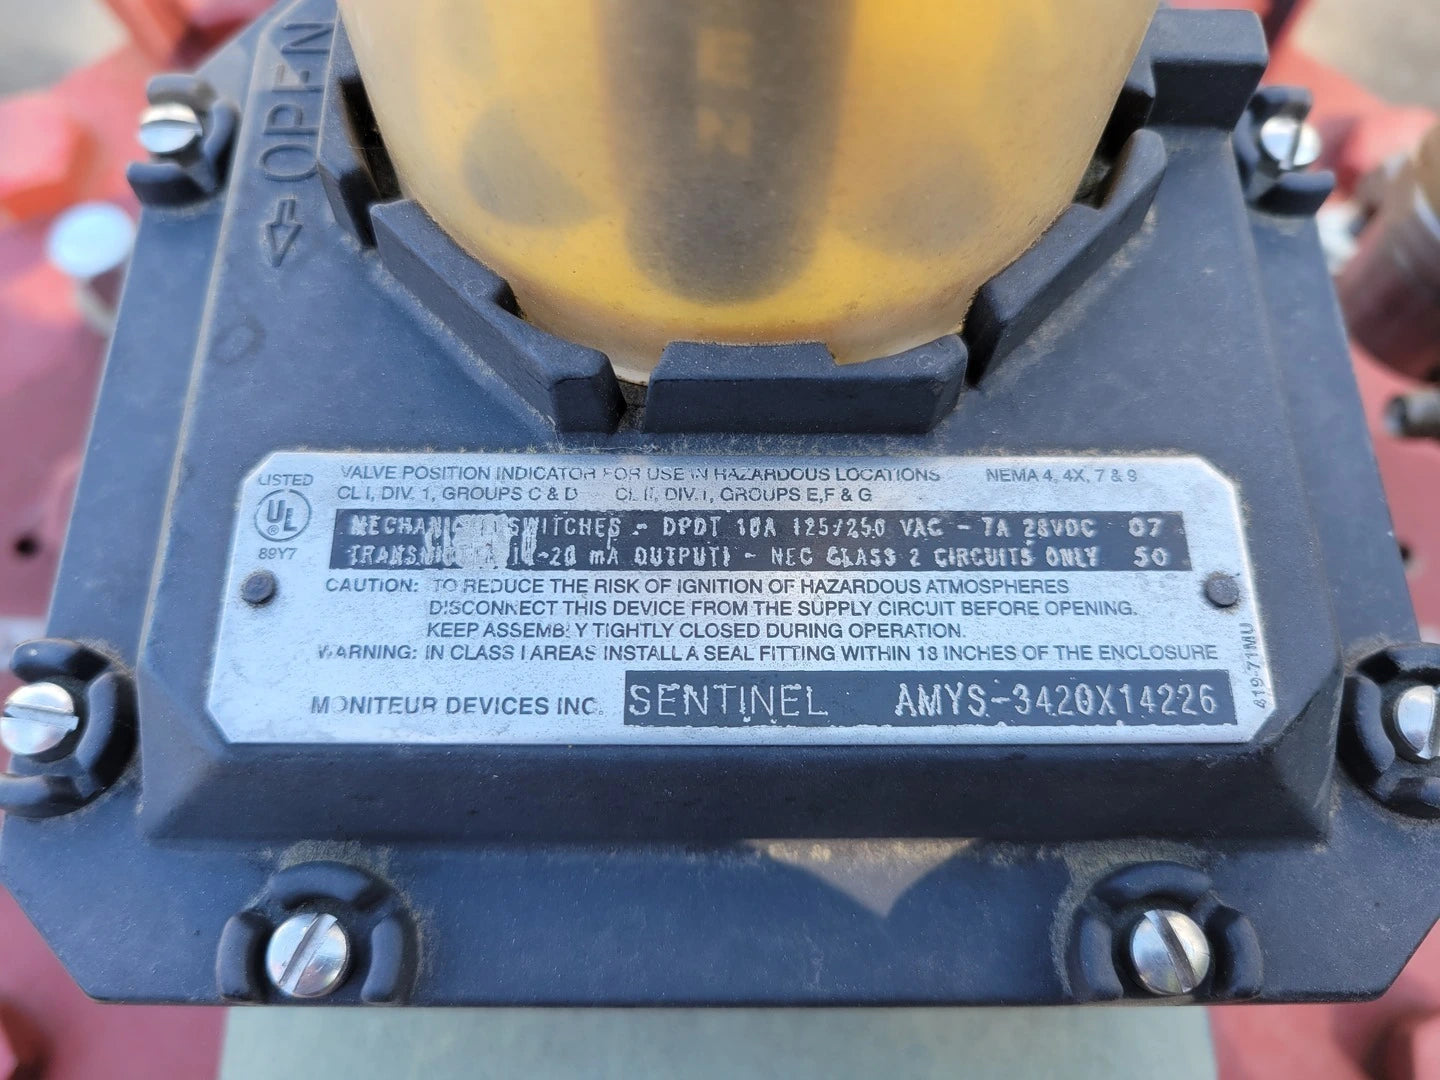 OPEN
LISTED
UL
®
89Y7
VALVE POSITION INDICATOR FOR USE IN HAZARDOUS LOCATIONS NEMA 4, 4X, 7 & 9
CL I, DIV. 1, GROUPS C & D CL II, DIV. I, GROUPS E,F & G
SWITCHES - DPDT 10A 125/250 VAC - 7A 28VDC 07
-20 mA OUTPUT) - NEC CLASS 2 CIRCUITS ONLY 50
CAUTION: TO REDUCE THE RISK OF IGNITION OF HAZARDOUS ATMOSPHERES
DISCONNECT THIS DEVICE FROM THE SUPPLY CIRCUIT BEFORE OPENING.
KEEP ASSEMBLY TIGHTLY CLOSED DURING OPERATION.
WARNING: IN CLASS I AREAS INSTALL A SEAL FITTING WITHIN 18 INCHES OF THE ENCLOSURE
MONITEUR DEVICES INC. SENTINEL AMYS-3420X14226